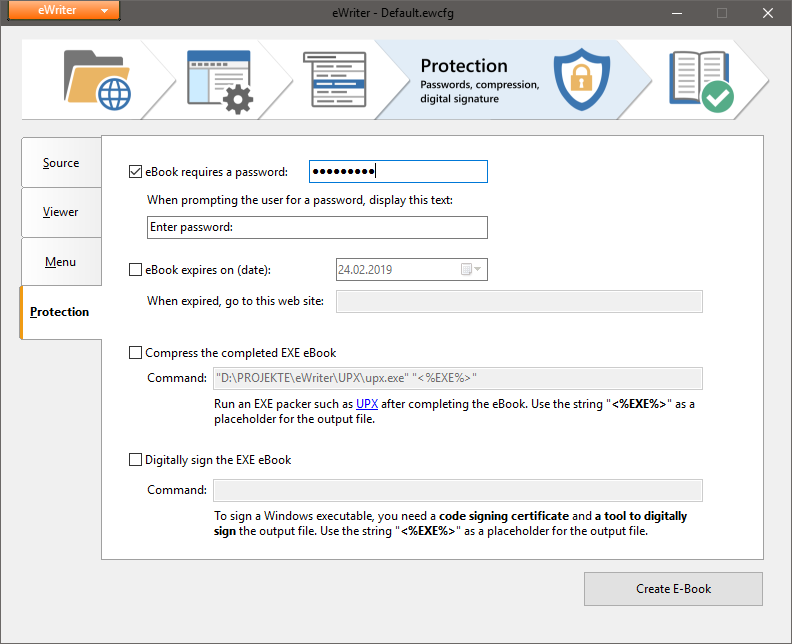 eWriter
eWriter - Default.ewcfg
Protection
Passwords, compression,
digital signature
Source
Viewer
Menu
Protection
eBook requires a password: ●●●●●●●●●
When prompting the user for a password, display this text:
Enter password:
eBook expires on (date): 24.02.2019
When expired, go to this web site:
Compress the completed EXE eBook
Command: "D:\PROJEKTE\eWriter\UPX\upx.exe" "<%EXE%>"
Run an EXE packer such as UPX after completing the eBook. Use the string "<%EXE%>" as a
placeholder for the output file.
Digitally sign the EXE eBook
Command:
To sign a Windows executable, you need a code signing certificate and a tool to digitally
sign the output file. Use the string "<%EXE%>" as a placeholder for the output file.
Create E-Book